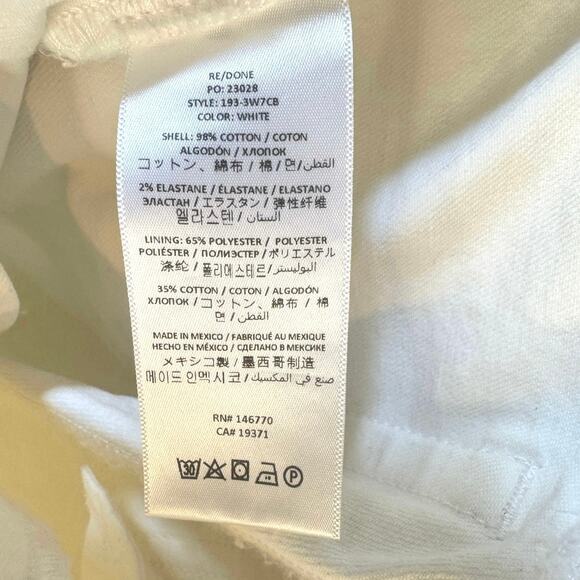 RE/DONE
PO: 23028
STYLE: 193-3W7CB
COLOR: WHITE
SHELL: 98% COTTON / COTON
ALGODÓN / ХЛОПОК
コットン、綿布 / 棉 / 면/القطن/
2% ELASTANE / ÉLASTANE / ELASTANO
ЭЛАСТАН / エラスタン / 弹性纤维
엘라스텐 / الستان/
LINING: 65% POLYESTER / POLYESTER
POLIÉSTER / ПОЛИЭСТЕР / ポリエステル
涤纶 / 폴리에스테르/ البوليستر/
35% COTTON / COTON / ALGODÓN
ХЛОПОК / コットン、綿布 / 棉
면 / القطن/
MADE IN MEXICO / FABRIQUÉ AU MEXIQUE
HECHO EN MÉXICO / СДЕЛАНО В МЕКСИКЕ
メキシコ製 / 墨西哥制造
메이드 인멕시코/ صنع في المكسيك/
RN# 146770
CA# 19371
30 P